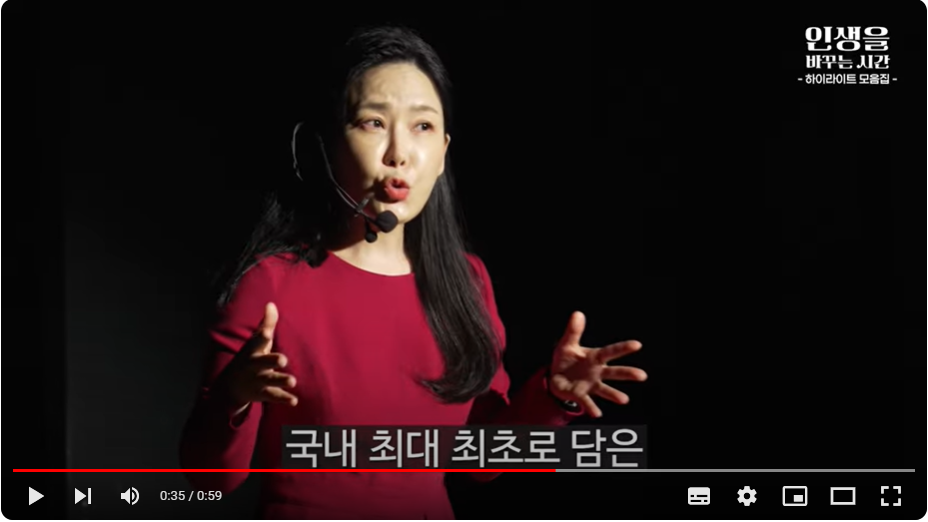 인생을
바꾸는 시간
- 하이라이트 모음집 -
국내 최대 최초로 담은
0:35 / 0:59